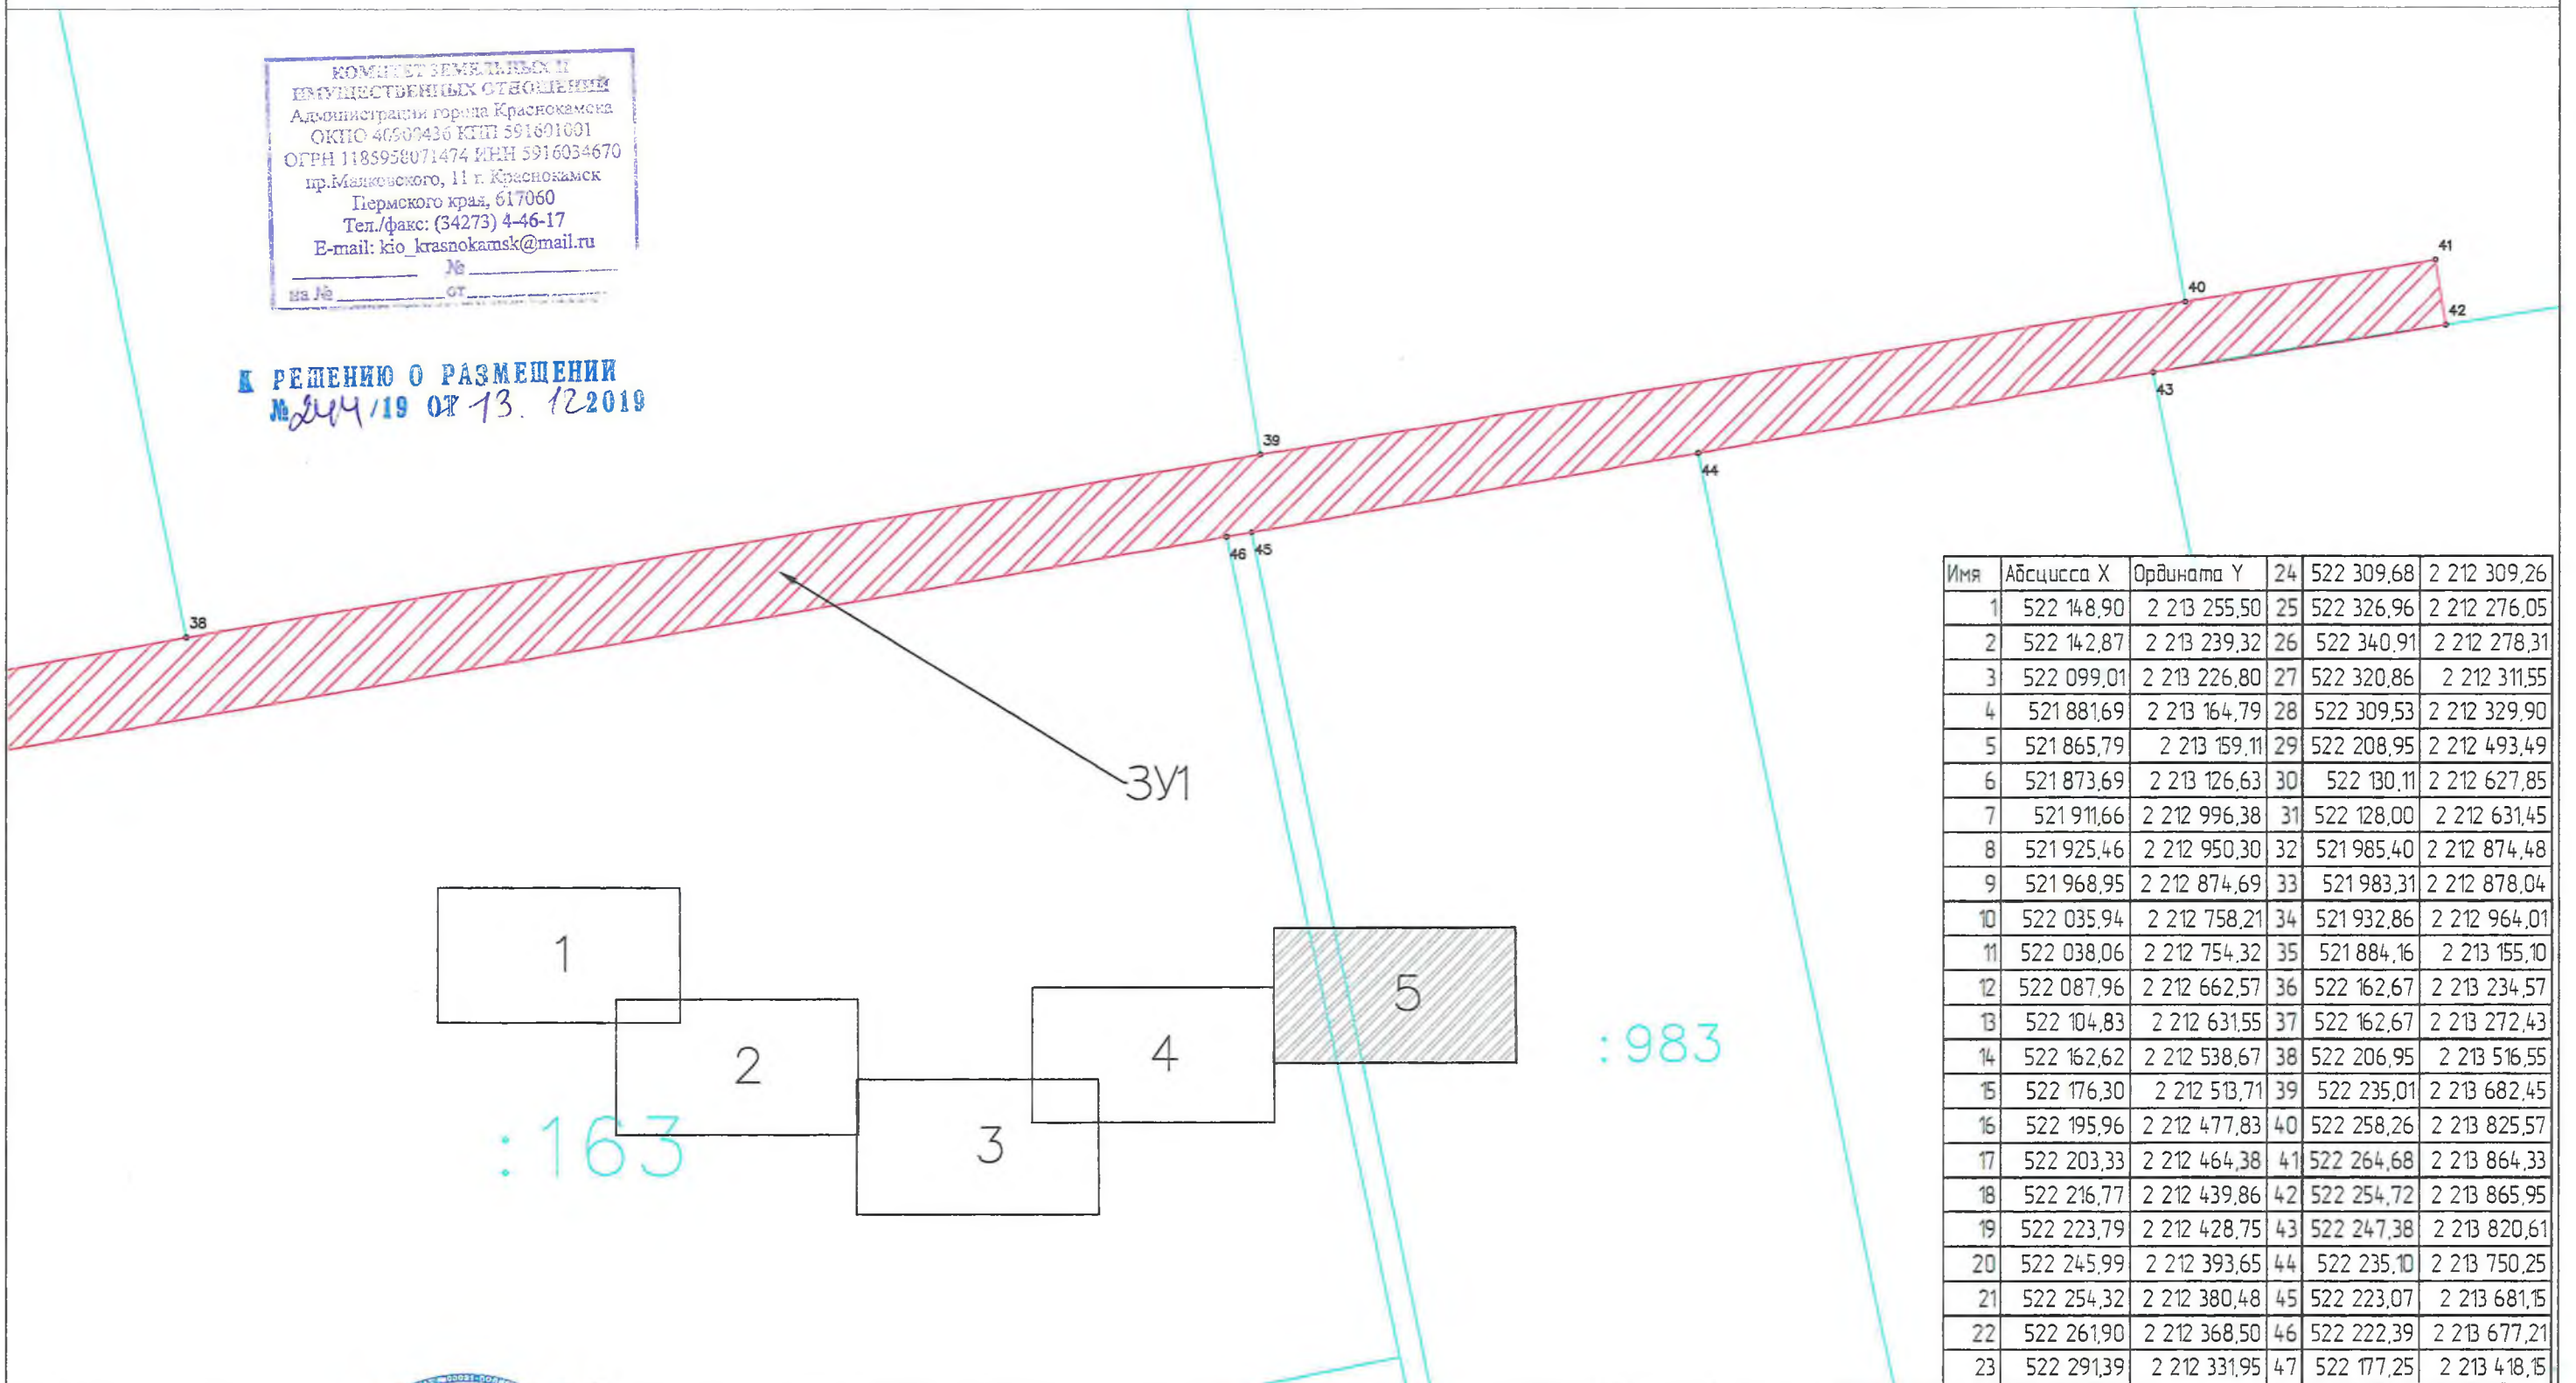 КОМИТЕТ ЗЕМЕЛЬНЫХ И
ИМУЩЕСТВЕННЫХ ОТНОШЕНИЙ
Администрации города Краснокамска
ОКПО КПП 591601001
ОГРН 1185958071474 ИНН 5916034670
пр.Маяковского, 11 г. Краснокамск
Пермского края, 617060
Тел./факс: (34273) 4-46-17
E-mail: kio_krasnokamsk@mail.ru
№
на № от
К РЕШЕНИЮ О РАЗМЕЩЕНИИ
№ 244/19 ОТ 13. 12 2019
41
40
42
43
39
44
46 45
38
ЗУ1
1
2
3
4
5
:163
:983
Имя Абсцисса X Ордината Y 24 522 309,68 2 212 309,26
1 522 148,90 2 213 255,50 25 522 326,96 2 212 276,05
2 522 142,87 2 213 239,32 26 522 340,91 2 212 278,31
3 522 099,01 2 213 226,80 27 522 320,86 2 212 311,55
4 521 881,69 2 213 164,79 28 522 309,53 2 212 329,90
5 521 865,79 2 213 159,11 29 522 208,95 2 212 493,49
6 521 873,69 2 213 126,63 30 522 130,11 2 212 627,85
7 521 911,66 2 212 996,38 31 522 128,00 2 212 631,45
8 521 925,46 2 212 950,30 32 521 985,40 2 212 874,48
9 521 968,95 2 212 874,69 33 521 983,31 2 212 878,04
10 522 035,94 2 212 758,21 34 521 932,86 2 212 964,01
11 522 038,06 2 212 754,32 35 521 884,16 2 213 155,10
12 522 087,96 2 212 662,57 36 522 162,67 2 213 234,57
13 522 104,83 2 212 631,55 37 522 162,67 2 213 272,43
14 522 162,62 2 212 538,67 38 522 206,95 2 213 516,55
15 522 176,30 2 212 513,71 39 522 235,01 2 213 682,45
16 522 195,96 2 212 477,83 40 522 258,26 2 213 825,57
17 522 203,33 2 212 464,38 41 522 264,68 2 213 864,33
18 522 216,77 2 212 439,86 42 522 254,72 2 213 865,95
19 522 223,79 2 212 428,75 43 522 247,38 2 213 820,61
20 522 245,99 2 212 393,65 44 522 235,10 2 213 750,25
21 522 254,32 2 212 380,48 45 522 223,07 2 213 681,15
22 522 261,90 2 212 368,50 46 522 222,39 2 213 677,21
23 522 291,39 2 212 331,95 47 522 177,25 2 213 418,15